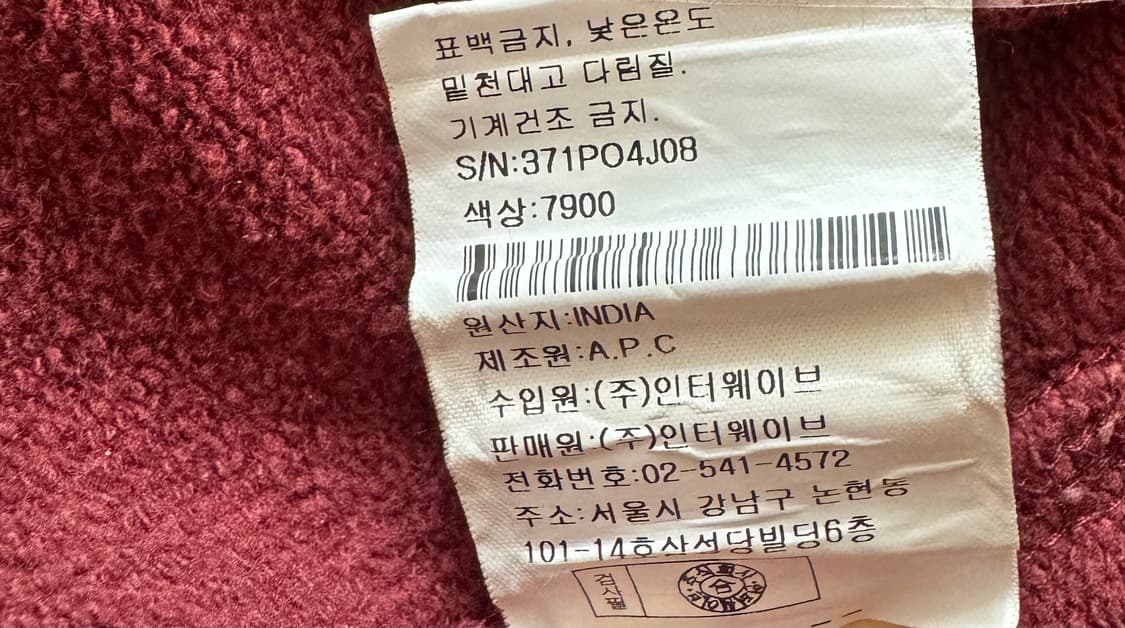 표백금지, 낮은온도
밑천대고 다림질.
기계건조 금지.
S/N:371PO4J08
색상:7900
원산지:INDIA
제조원:A.P.C
수입원:(주)인터웨이브
판매원:(주)인터웨이브
전화번호:02-541-4572
주소:서울시 강남구 논현동
101-14호산서당빌딩6층
검사필
合